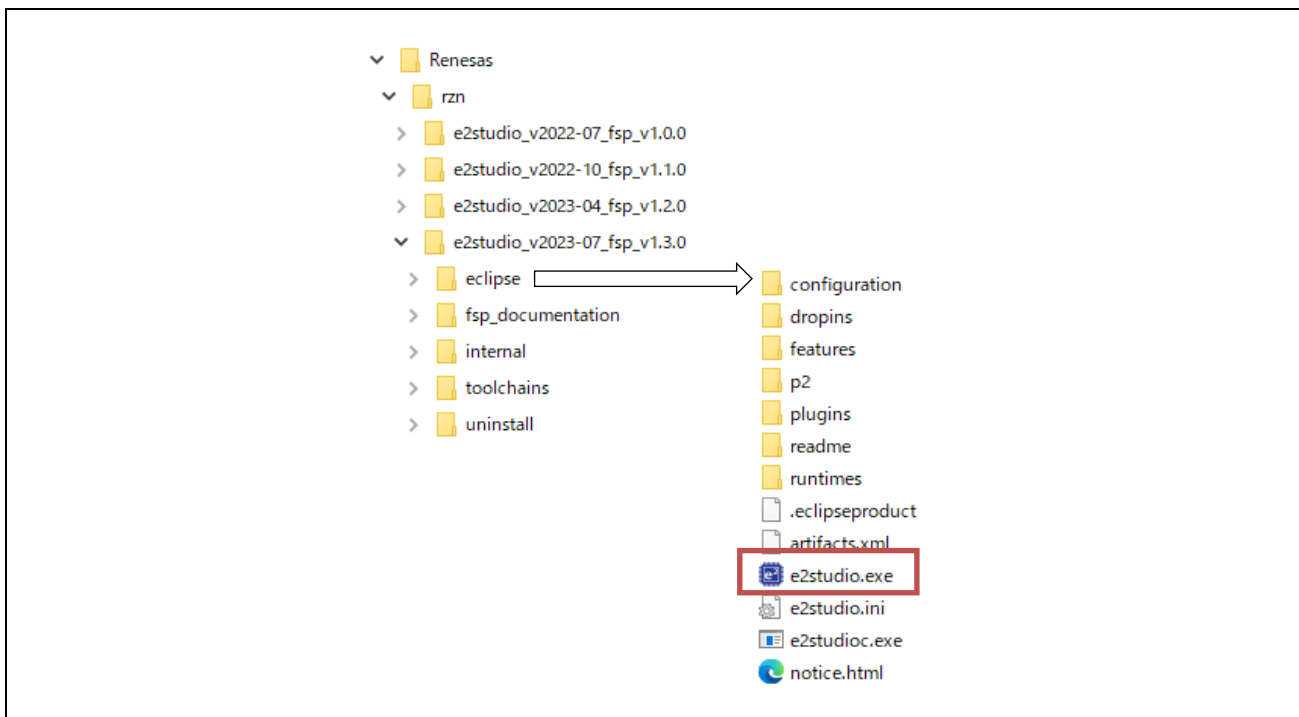 Renesas
rzn
e2studio_v2022-07_fsp_v1.0.0
e2studio_v2022-10_fsp_v1.1.0
e2studio_v2023-04_fsp_v1.2.0
e2studio_v2023-07_fsp_v1.3.0
eclipse
fsp_documentation
internal
toolchains
uninstall
configuration
dropins
features
p2
plugins
readme
runtimes
.eclipseproduct
artifacts.xml
e2studio.exe
e2studio.ini
e2studioc.exe
notice.html